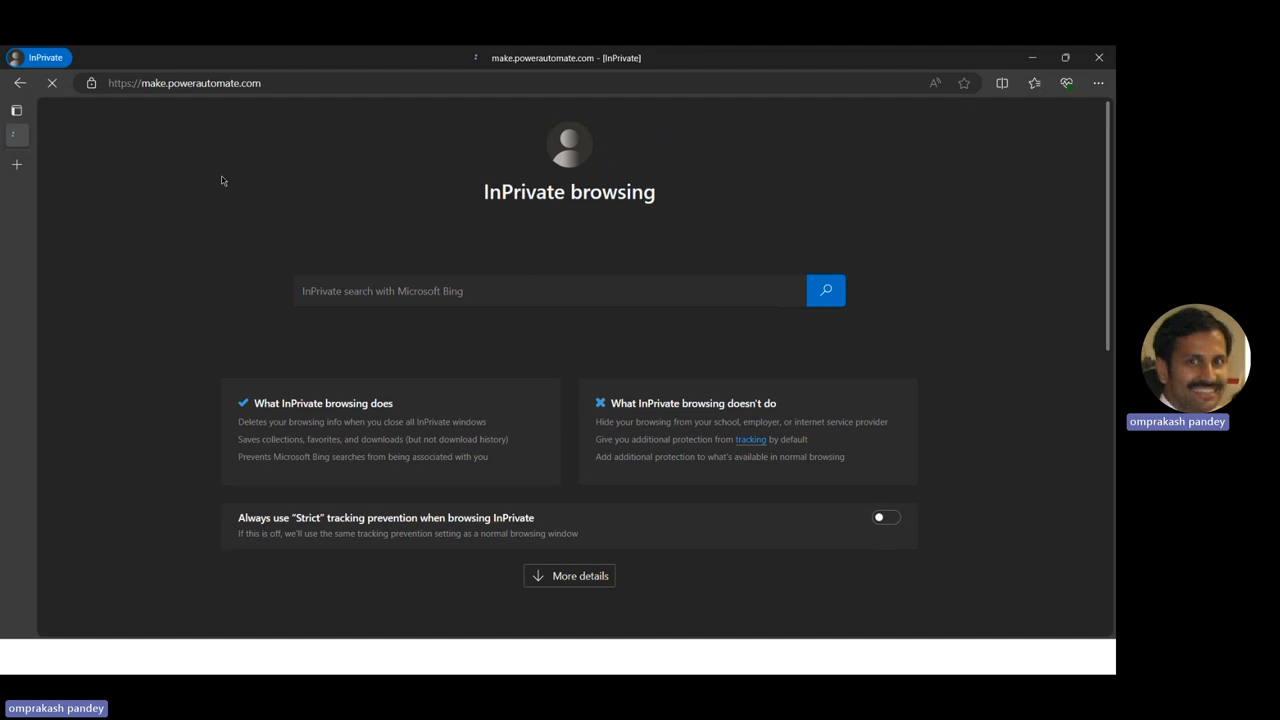 InPrivate
make.powerautomate.com - [InPrivate]
https://make.powerautomate.com
InPrivate browsing
InPrivate search with Microsoft Bing
What InPrivate browsing does
Deletes your browsing info when you close all InPrivate windows
Saves collections, favorites, and downloads (but not download history)
Prevents Microsoft Bing searches from being associated with you
What InPrivate browsing doesn't do
Hide your browsing from your school, employer, or internet service provider
Give you additional protection from tracking by default
Add additional protection to what's available in normal browsing
Always use "Strict" tracking prevention when browsing InPrivate
If this is off, we'll use the same tracking prevention setting as a normal browsing window
More details
omprakash pandey
omprakash pandey